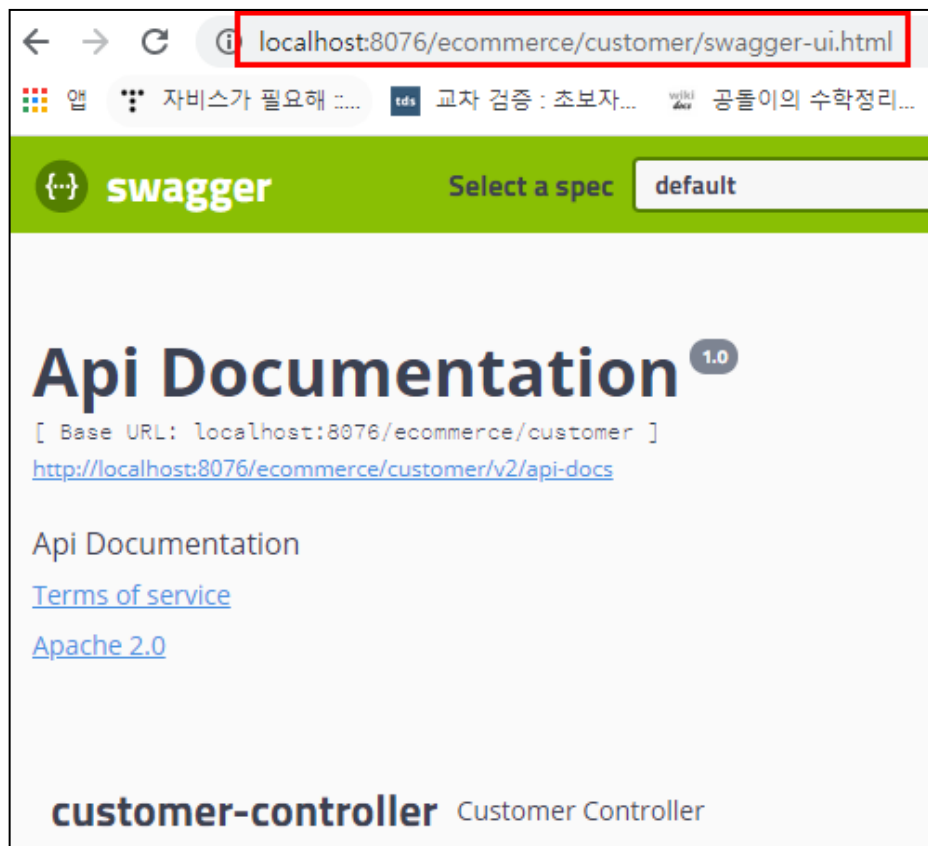 localhost:8076/ecommerce/customer/swagger-ui.html
앱 자비스가 필요해 ::.... tds 교차 검증 : 초보자... wiki docs 공돌이의 수학정리...
{...} swagger Select a spec default
Api Documentation 1.0
[ Base URL: localhost:8076/ecommerce/customer ]
http://localhost:8076/ecommerce/customer/v2/api-docs
Api Documentation
Terms of service
Apache 2.0
customer-controller Customer Controller